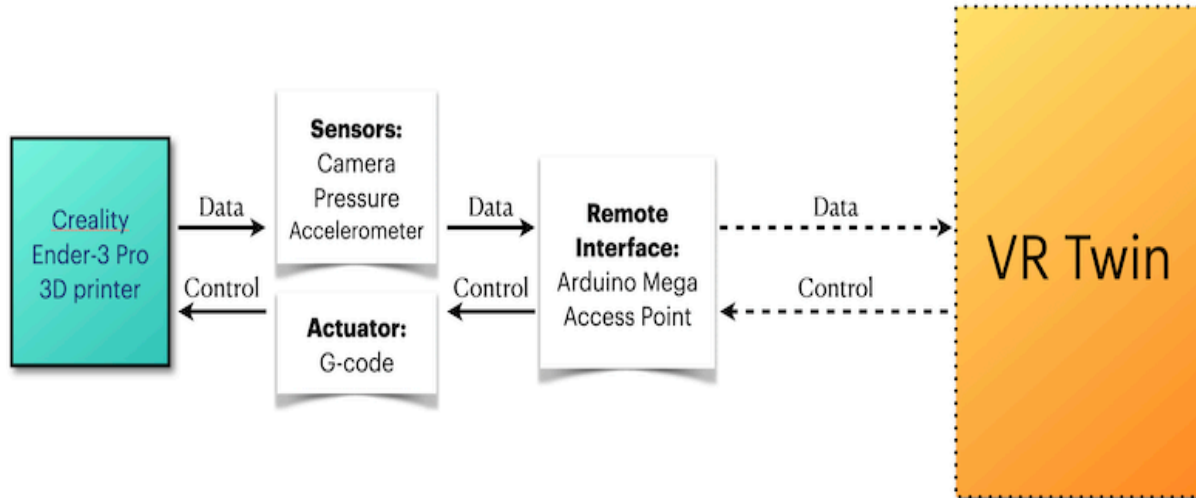 Creality
Ender-3 Pro
3D printer
Data
Control
Sensors:
Camera
Pressure
Accelerometer
Actuator:
G-code
Data
Control
Remote
Interface:
Arduino Mega
Access Point
Data
Control
VR Twin